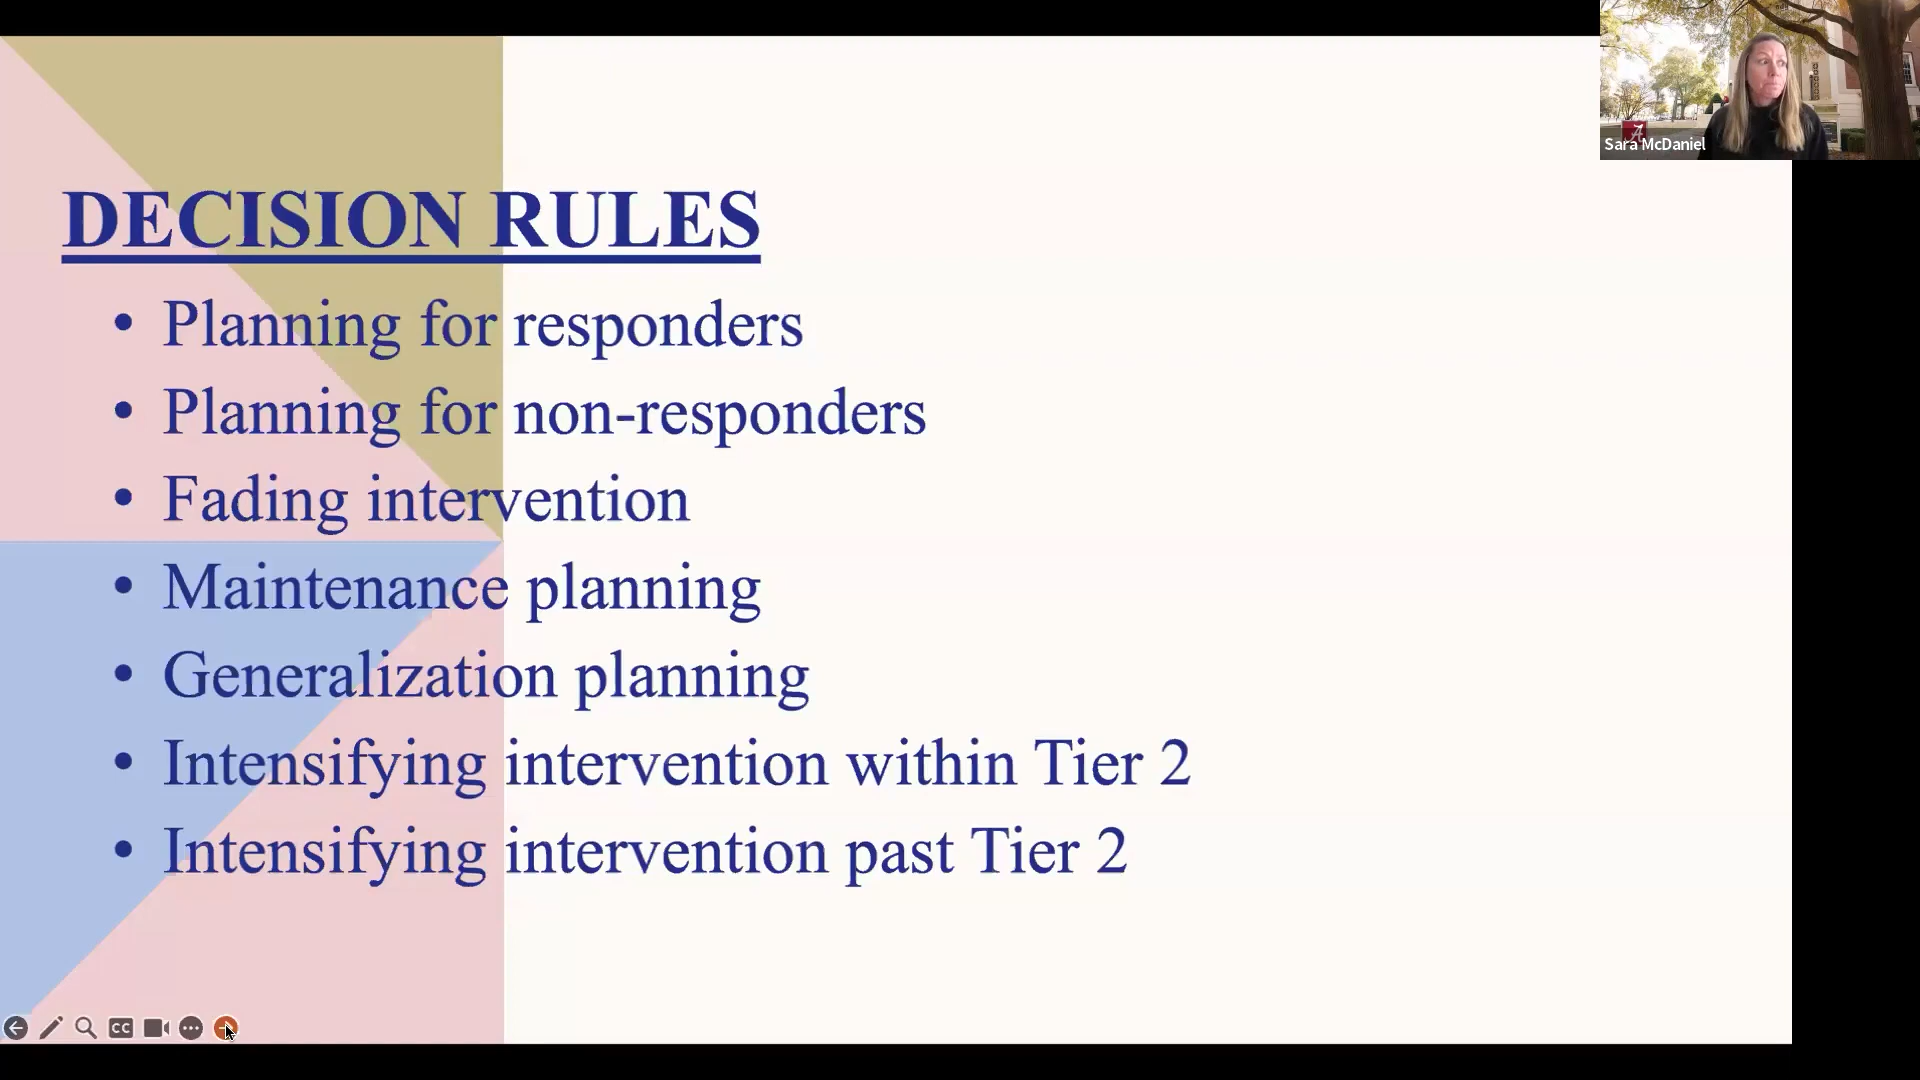 Sara McDaniel
DECISION RULES
• Planning for responders
• Planning for non-responders
• Fading intervention
• Maintenance planning
• Generalization planning
• Intensifying intervention within Tier 2
• Intensifying intervention past Tier 2
A
CC